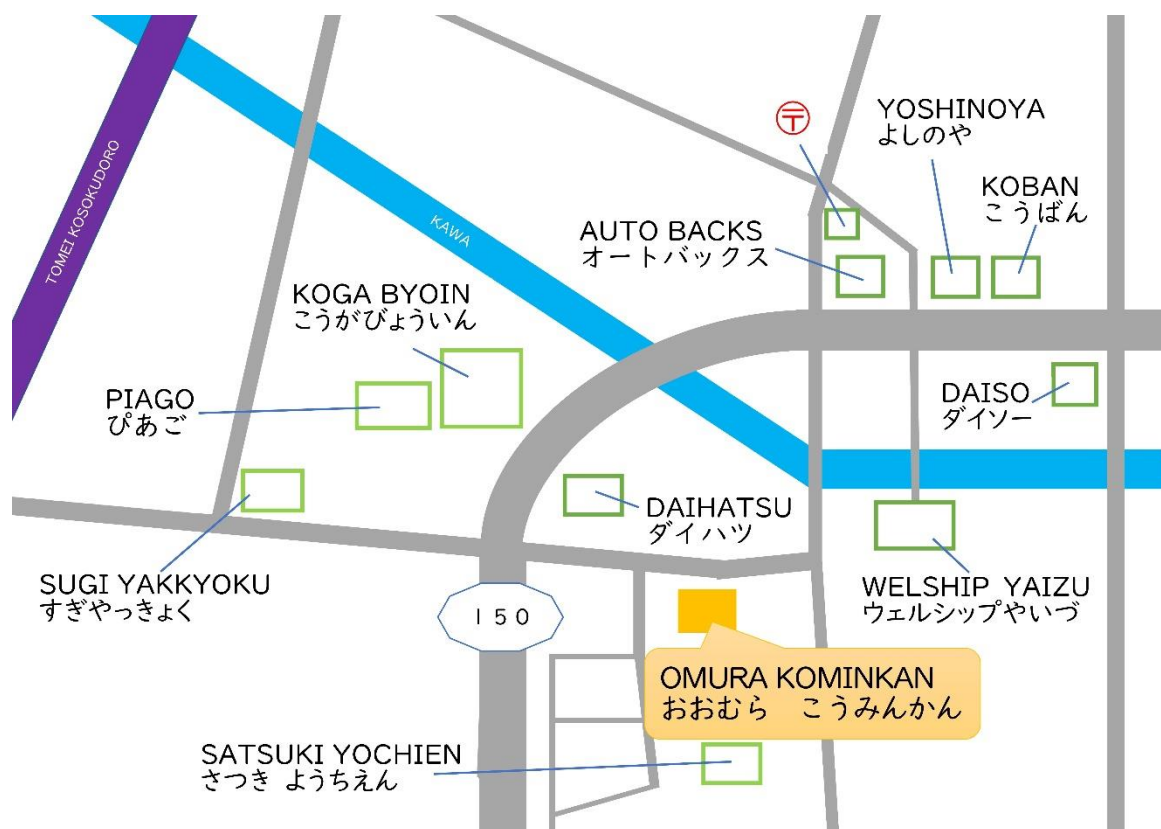 TOMEI KOSOKUDORO
KAWA
〒
YOSHINOYA
よしのや
KOBAN
こうばん
AUTO BACKS
オートバックス
KOGA BYOIN
こうがびょういん
PIAGO
ぴあご
DAISO
ダイソー
DAIHATSU
ダイハツ
SUGI YAKKYOKU
すぎやっきょく
150
WELSHIP YAIZU
ウェルシップやいづ
OMURA KOMINKAN
おおむら　こうみんかん
SATSUKI YOCHIEN
さつき ようちえん